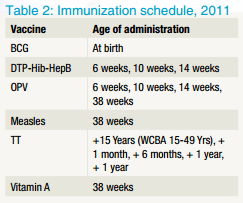 Table 2: Immunization schedule, 2011
Vaccine Age of administration
BCG At birth
DTP-Hib-HepB 6 weeks, 10 weeks, 14 weeks
OPV 6 weeks, 10 weeks, 14 weeks,
38 weeks
Measles 38 weeks
TT +15 Years (WCBA 15-49 Yrs), +
1 month, + 6 months, + 1 year,
+ 1 year
Vitamin A 38 weeks